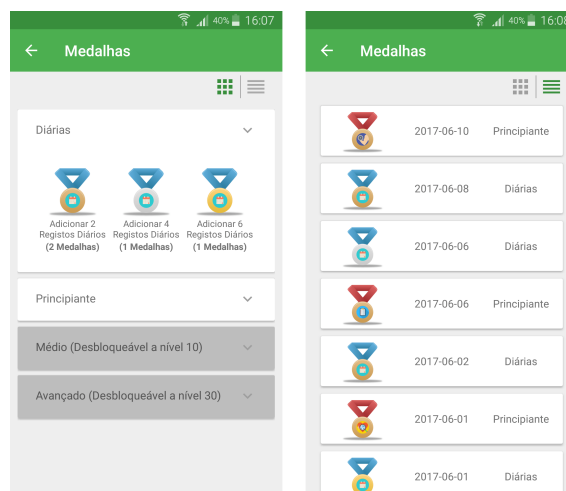 40% 16:07
Medalhas
Diárias
Adicionar 2 Registos Diários (2 Medalhas)
Adicionar 4 Registos Diários (1 Medalhas)
Adicionar 6 Registos Diários (1 Medalhas)
Principiante
Médio (Desbloqueável a nível 10)
Avançado (Desbloqueável a nível 30)
40% 16:08
Medalhas
2017-06-10 Principiante
2017-06-08 Diárias
2017-06-06 Diárias
2017-06-06 Principiante
2017-06-02 Diárias
2017-06-01 Principiante
2017-06-01 Diárias